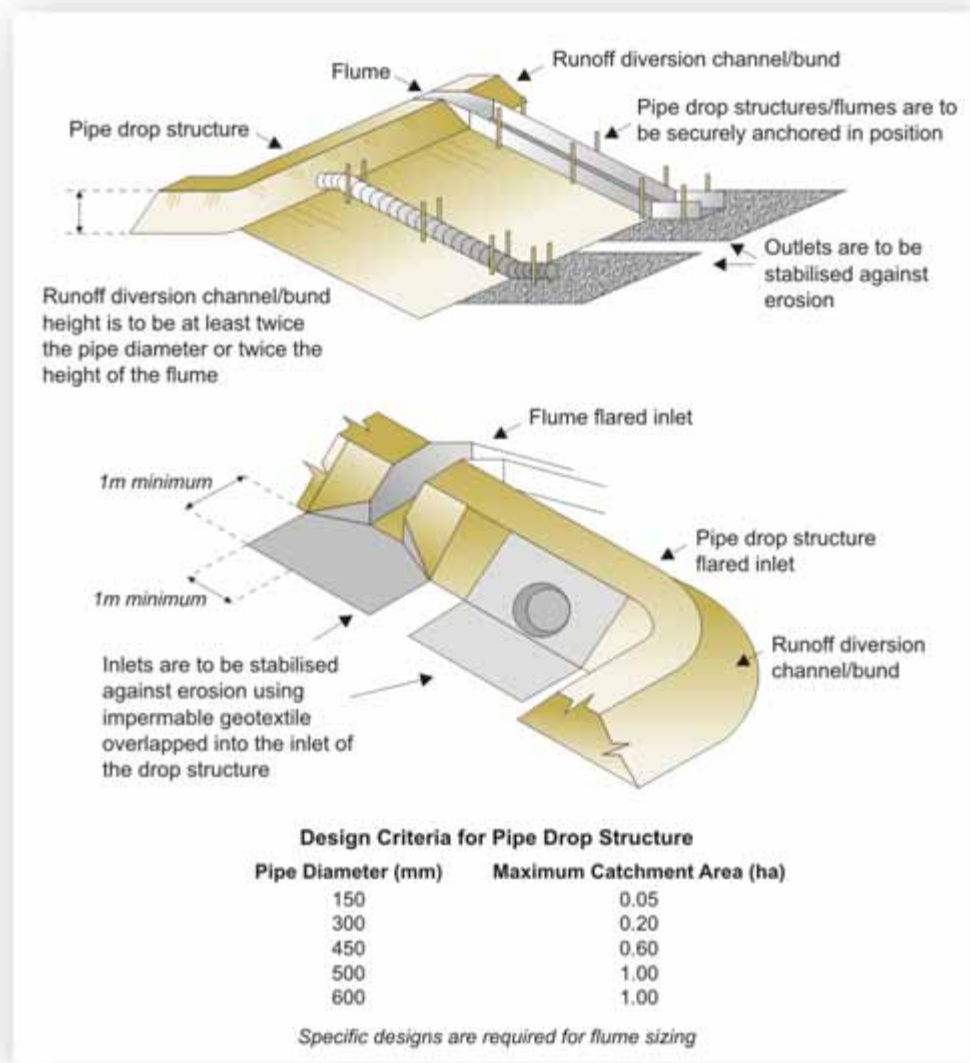 Runoff diversion channel/bund
Flume
Pipe drop structures/flumes are to
be securely anchored in position
Pipe drop structure
Outlets are to be
stabilised against
erosion
Runoff diversion channel/bund
height is to be at least twice
the pipe diameter or twice the
height of the flume
Flume flared inlet
1m minimum
Pipe drop structure
flared inlet
1m minimum
Runoff diversion
channel/bund
Inlets are to be stabilised
against erosion using
impermable geotextile
overlapped into the inlet of
the drop structure
Design Criteria for Pipe Drop Structure
Pipe Diameter (mm) Maximum Catchment Area (ha)
150 0.05
300 0.20
450 0.60
500 1.00
600 1.00
Specific designs are required for flume sizing